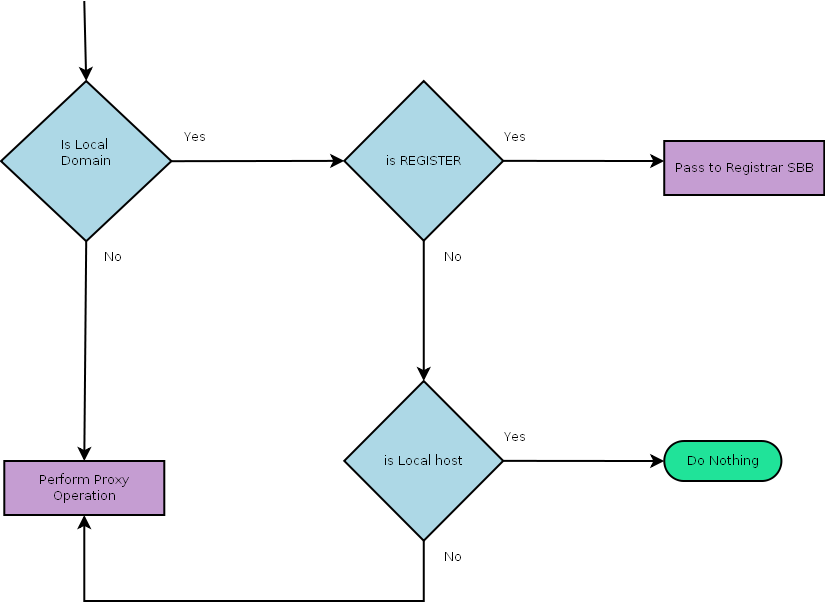 Is Local
Domain
Yes
is REGISTER
Yes
Pass to Registrar SBB
No
No
is Local host
Yes
Do Nothing
Perform Proxy
Operation
No